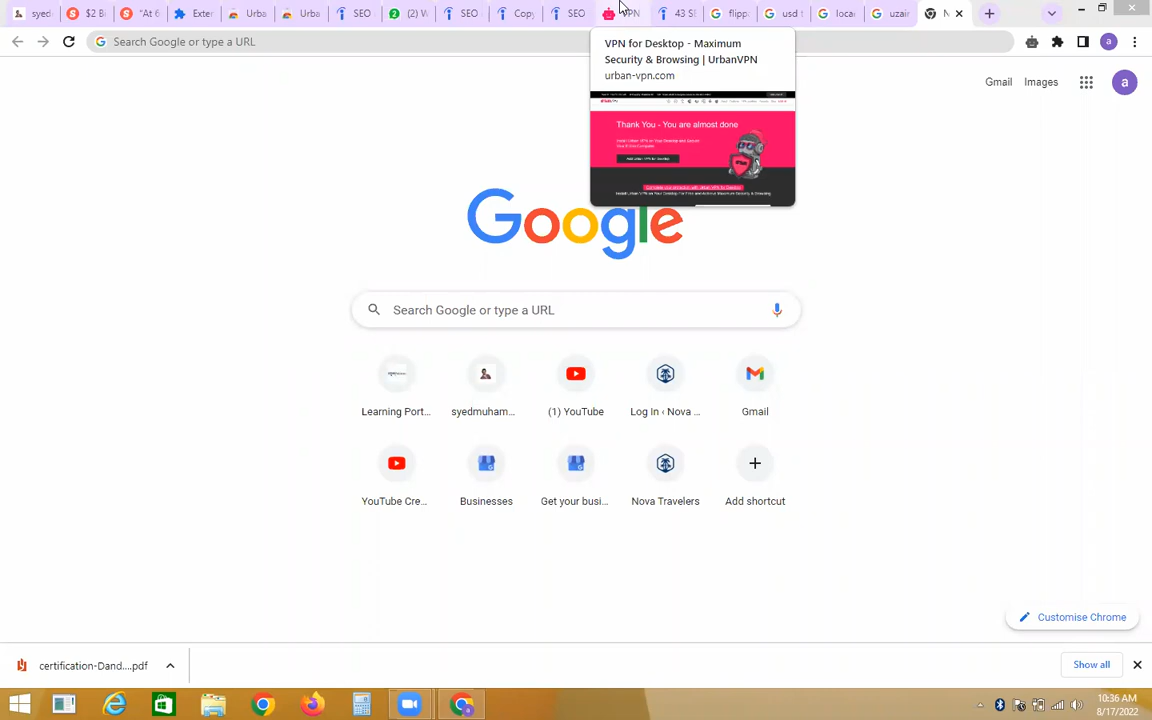 syed
$2 B
"At 6
Exter
Urba
Urba
SEO
(2) V
SEO
Copy
SEO
VPN
43 SE
flipp
usd t
loca
uzair
N
Search Google or type a URL
a
VPN for Desktop - Maximum
Security & Browsing | UrbanVPN
urban-vpn.com
Thank You - You are almost done
Gmail
Images
a
Google
Search Google or type a URL
Learning Port...
syedmuham...
(1) YouTube
Log In ‹ Nova ...
Gmail
YouTube Cre...
Businesses
Get your busi...
Nova Travelers
Add shortcut
Customise Chrome
certification-Dand....pdf
Show all
10:36 AM
8/17/2022